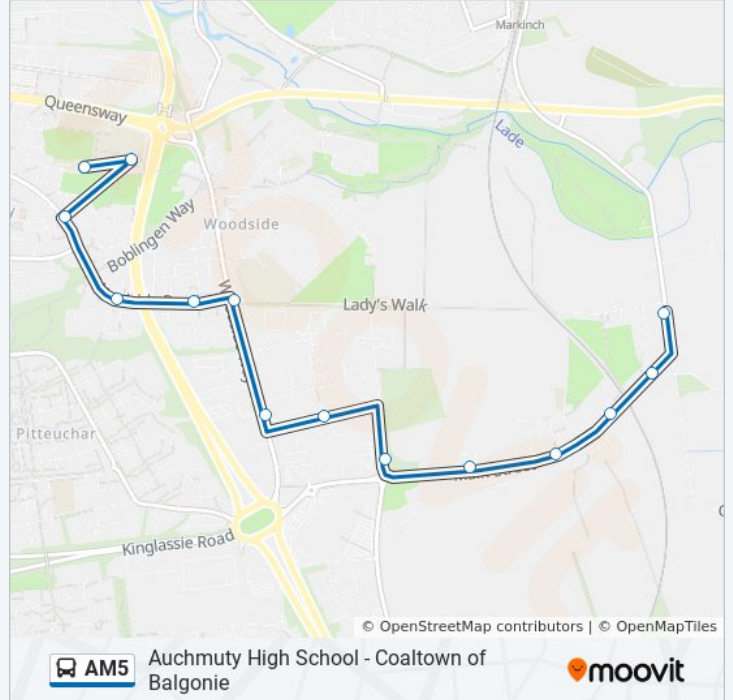 Markinch
Queensway
Lade
Boblingen Way
Woodside
Lady's Walk
Pitteuchar
Kinglassie Road
© OpenStreetMap contributors | © OpenMapTiles
AM5
Auchmuty High School - Coaltown of
Balgonie
moovit